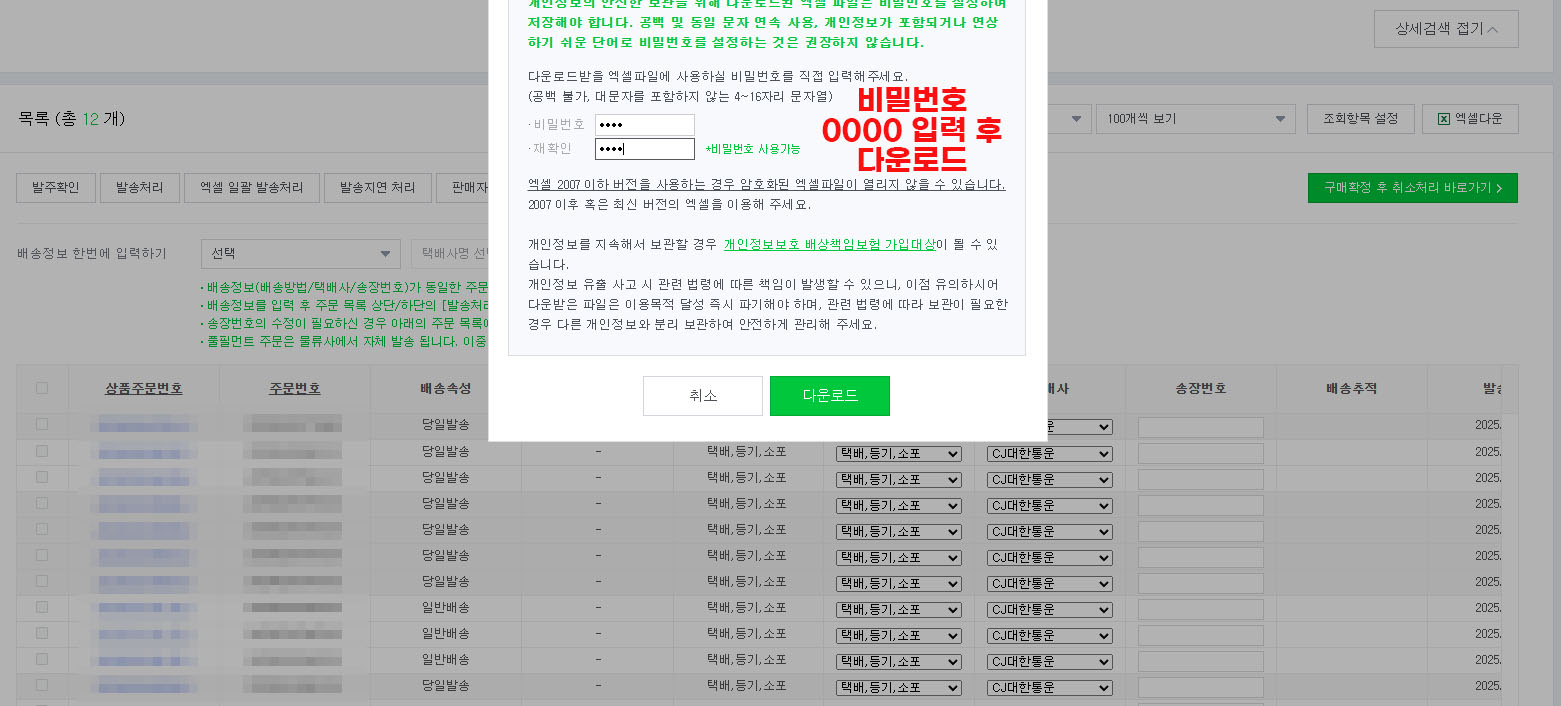 개인정보의 안전한 보관을 위해 다운로드된 엑셀 파일은 비밀번호를 설정하여
저장해야 합니다. 공백 및 동일 문자 연속 사용, 개인정보가 포함되거나 연상
하기 쉬운 단어로 비밀번호를 설정하는 것은 권장하지 않습니다.
상세검색 접기
다운로드받을 엑셀파일에 사용하실 비밀번호를 직접 입력해주세요.
(공백 불가, 대문자를 포함하지 않는 4~16자리 문자열)
비밀번호
0000 입력 후
다운로드
· 비밀번호 ••••
· 재확인 •••• *비밀번호 사용가능
목록 (총 12 개)
100개씩 보기
조회항목 설정
엑셀다운
엑셀 2007 이하 버전을 사용하는 경우 암호화된 엑셀파일이 열리지 않을 수 있습니다.
2007 이후 혹은 최신 버전의 엑셀을 이용해 주세요.
발주확인 발송처리 엑셀 일괄 발송처리 발송지연 처리 판매자
구매확정 후 취소처리 바로가기 >
개인정보를 지속해서 보관할 경우 개인정보보호 배상책임보험 가입대상이 될 수 있
습니다.
개인정보 유출 사고 시 관련 법령에 따른 책임이 발생할 수 있으니, 이점 유의하시어
다운받은 파일은 이용목적 달성 즉시 파기해야 하며, 관련 법령에 따라 보관이 필요한
경우 다른 개인정보와 분리 보관하여 안전하게 관리해 주세요.
배송정보 한번에 입력하기 선택 택배사명 선
· 배송정보(배송방법/택배사/송장번호)가 동일한 주문
· 배송정보를 입력 후 주문 목록 상단/하단의 [발송처리
· 송장번호의 수정이 필요하신 경우 아래의 주문 목록에
· 풀필먼트 주문은 물류사에서 자체 발송 됩니다. 이중
취소 다운로드
상품주문번호 주문번호 배송속성 배사 송장번호 배송추적 발송
당일발송 운 2025.
당일발송 - 택배,등기,소포 택배,등기,소포 CJ대한통운 2025.
당일발송 - 택배,등기,소포 택배,등기,소포 CJ대한통운 2025.
당일발송 - 택배,등기,소포 택배,등기,소포 CJ대한통운 2025.
당일발송 - 택배,등기,소포 택배,등기,소포 CJ대한통운 2025.
당일발송 - 택배,등기,소포 택배,등기,소포 CJ대한통운 2025.
당일발송 - 택배,등기,소포 택배,등기,소포 CJ대한통운 2025.
일반배송 - 택배,등기,소포 택배,등기,소포 CJ대한통운 2025.
일반배송 - 택배,등기,소포 택배,등기,소포 CJ대한통운 2025.
일반배송 - 택배,등기,소포 택배,등기,소포 CJ대한통운 2025.
당일발송 - 택배,등기,소포 택배,등기,소포 CJ대한통운 2025.